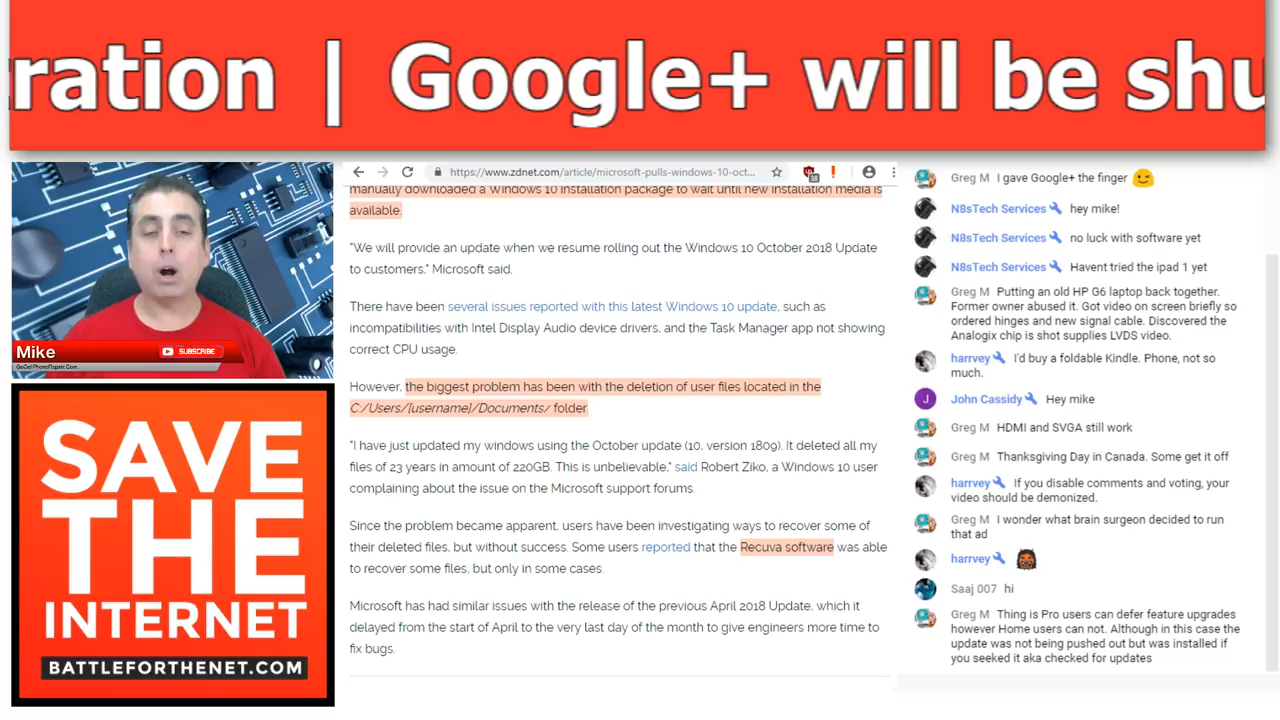 ration | Google+ will be shu
Mike
SUBSCRIBE
GoCellPhoneRepair.Com
SAVE
THE
INTERNET
BATTLEFORTHENET.COM
https://www.zdnet.com/article/microsoft-pulls-windows-10-oct...
manually downloaded a Windows 10 installation package to wait until new installation media is
available.
"We will provide an update when we resume rolling out the Windows 10 October 2018 Update
to customers," Microsoft said.
There have been several issues reported with this latest Windows 10 update, such as
incompatibilities with Intel Display Audio device drivers, and the Task Manager app not showing
correct CPU usage.
However, the biggest problem has been with the deletion of user files located in the
C:/Users/[username]/Documents/ folder.
"I have just updated my windows using the October update (10, version 1809). It deleted all my
files of 23 years in amount of 220GB. This is unbelievable," said Robert Ziko, a Windows 10 user
complaining about the issue on the Microsoft support forums.
Since the problem became apparent, users have been investigating ways to recover some of
their deleted files, but without success. Some users reported that the Recuva software was able
to recover some files, but only in some cases.
Microsoft has had similar issues with the release of the previous April 2018 Update, which it
delayed from the start of April to the very last day of the month to give engineers more time to
fix bugs.
Greg M I gave Google+ the finger 😉
N8sTech Services hey mike!
N8sTech Services no luck with software yet
N8sTech Services Havent tried the ipad 1 yet
Greg M Putting an old HP G6 laptop back together.
Former owner abused it. Got video on screen briefly so
ordered hinges and new signal cable. Discovered the
Analogix chip is shot supplies LVDS video.
harrvey I'd buy a foldable Kindle. Phone, not so
much.
J John Cassidy Hey mike
Greg M HDMI and SVGA still work
Greg M Thanksgiving Day in Canada. Some get it off
harrvey If you disable comments and voting, your
video should be demonized.
Greg M I wonder what brain surgeon decided to run
that ad
harrvey 👹
Saaj 007 hi
Greg M Thing is Pro users can defer feature upgrades
however Home users can not. Although in this case the
update was not being pushed out but was installed if
you seeked it aka checked for updates